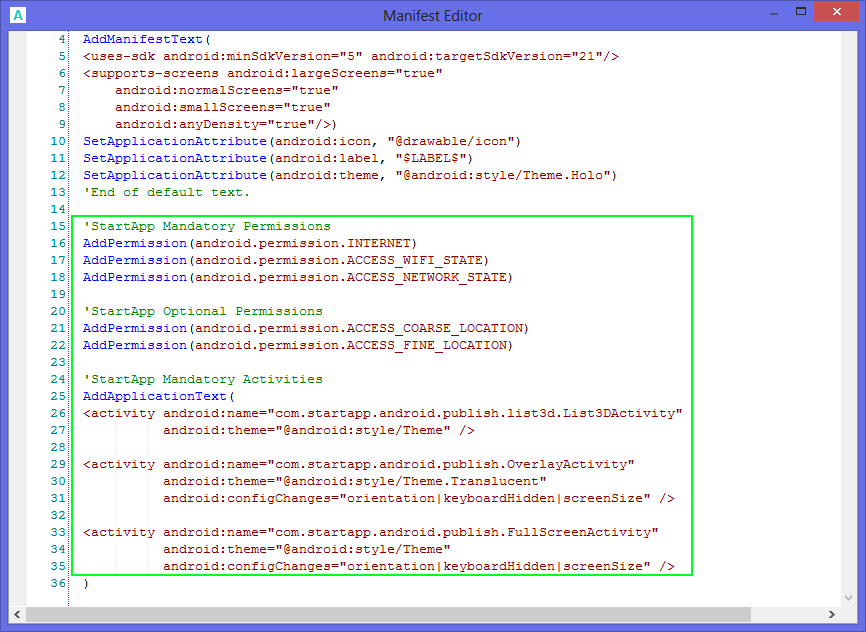 A
Manifest Editor
4 AddManifestText(
5 <uses-sdk android:minSdkVersion="5" android:targetSdkVersion="21"/>
6 <supports-screens android:largeScreens="true"
7     android:normalScreens="true"
8     android:smallScreens="true"
9     android:anyDensity="true"/>)
10 SetApplicationAttribute(android:icon, "@drawable/icon")
11 SetApplicationAttribute(android:label, "$LABEL$")
12 SetApplicationAttribute(android:theme, "@android:style/Theme.Holo")
13 'End of default text.
14
15 'StartApp Mandatory Permissions
16 AddPermission(android.permission.INTERNET)
17 AddPermission(android.permission.ACCESS_WIFI_STATE)
18 AddPermission(android.permission.ACCESS_NETWORK_STATE)
19
20 'StartApp Optional Permissions
21 AddPermission(android.permission.ACCESS_COARSE_LOCATION)
22 AddPermission(android.permission.ACCESS_FINE_LOCATION)
23
24 'StartApp Mandatory Activities
25 AddApplicationText(
26 <activity android:name="com.startapp.android.publish.list3d.List3DActivity"
27           android:theme="@android:style/Theme" />
28
29 <activity android:name="com.startapp.android.publish.OverlayActivity"
30           android:theme="@android:style/Theme.Translucent"
31           android:configChanges="orientation|keyboardHidden|screenSize" />
32
33 <activity android:name="com.startapp.android.publish.FullScreenActivity"
34           android:theme="@android:style/Theme"
35           android:configChanges="orientation|keyboardHidden|screenSize" />
36 )